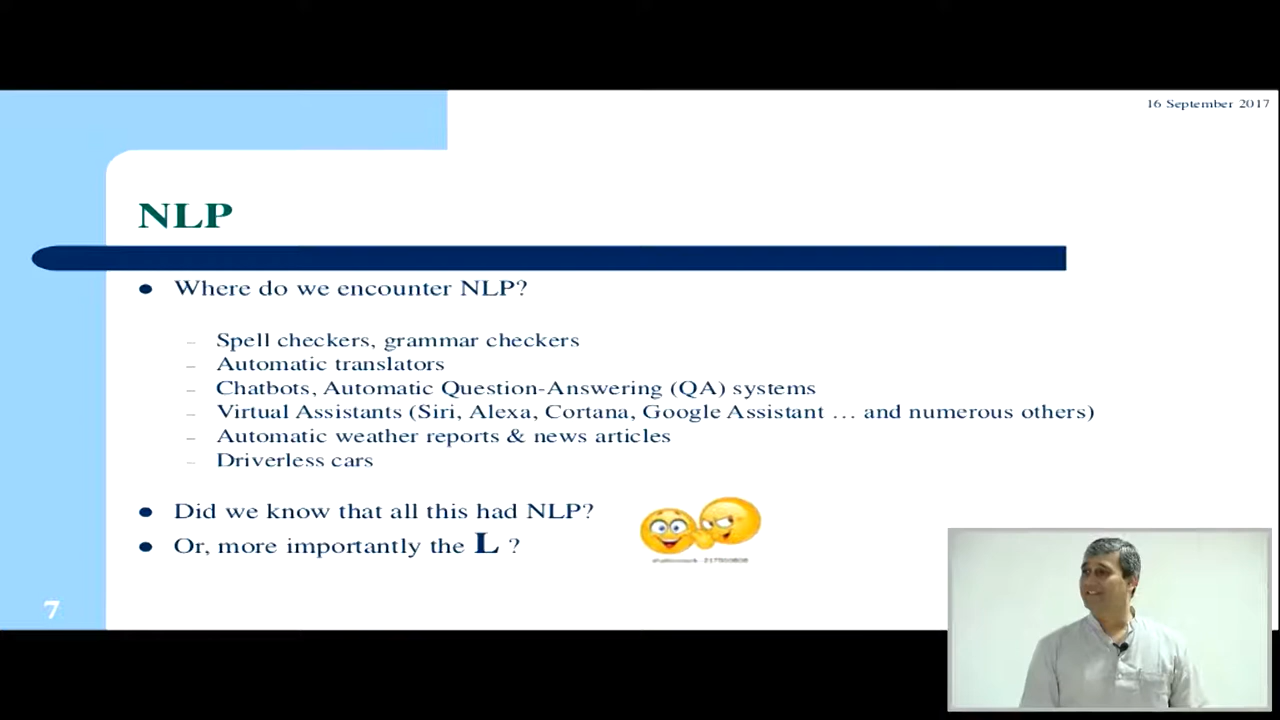 16 September 2017
NLP
● Where do we encounter NLP?
– Spell checkers, grammar checkers
– Automatic translators
– Chatbots, Automatic Question-Answering (QA) systems
– Virtual Assistants (Siri, Alexa, Cortana, Google Assistant … and numerous others)
– Automatic weather reports & news articles
– Driverless cars
● Did we know that all this had NLP?
● Or, more importantly the L ?
7